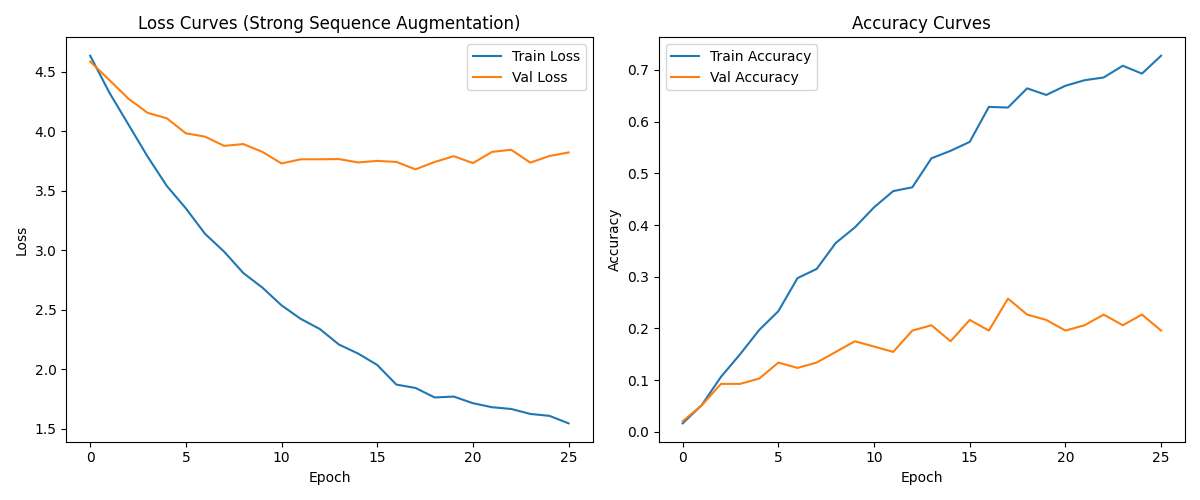 Loss Curves (Strong Sequence Augmentation)
Train Loss
Val Loss
4.5
4.0
3.5
3.0
2.5
2.0
1.5
Loss
0 5 10 15 20 25
Epoch
Accuracy Curves
Train Accuracy
Val Accuracy
0.7
0.6
0.5
0.4
0.3
0.2
0.1
0.0
Accuracy
0 5 10 15 20 25
Epoch